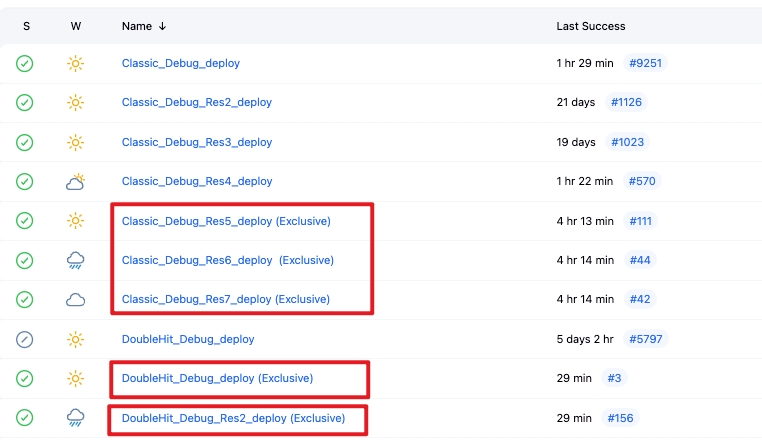 S W Name ↓ Last Success
Classic_Debug_deploy 1 hr 29 min #9251
Classic_Debug_Res2_deploy 21 days #1126
Classic_Debug_Res3_deploy 19 days #1023
Classic_Debug_Res4_deploy 1 hr 22 min #570
Classic_Debug_Res5_deploy (Exclusive) 4 hr 13 min #111
Classic_Debug_Res6_deploy (Exclusive) 4 hr 14 min #44
Classic_Debug_Res7_deploy (Exclusive) 4 hr 14 min #42
DoubleHit_Debug_deploy 5 days 2 hr #5797
DoubleHit_Debug_deploy (Exclusive) 29 min #3
DoubleHit_Debug_Res2_deploy (Exclusive) 29 min #156